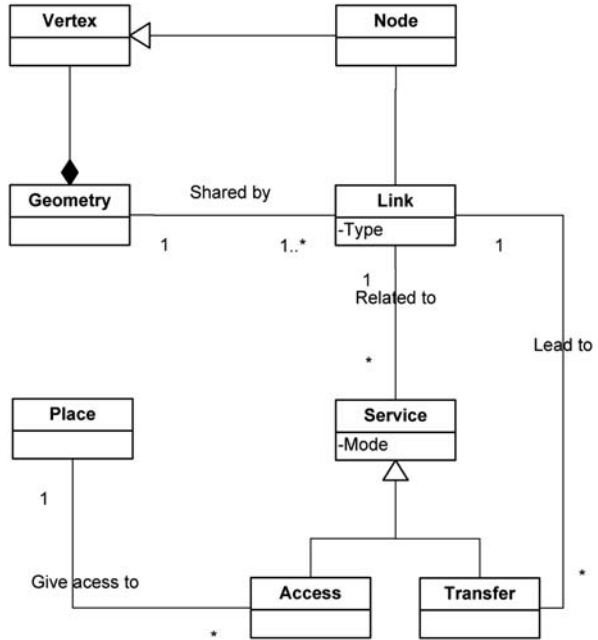 Vertex
Node
Geometry
Shared by
Link
-Type
1
1..*
1
1
Related to
Lead to
*
Place
Service
-Mode
1
Give acess to
Access
Transfer
*
*